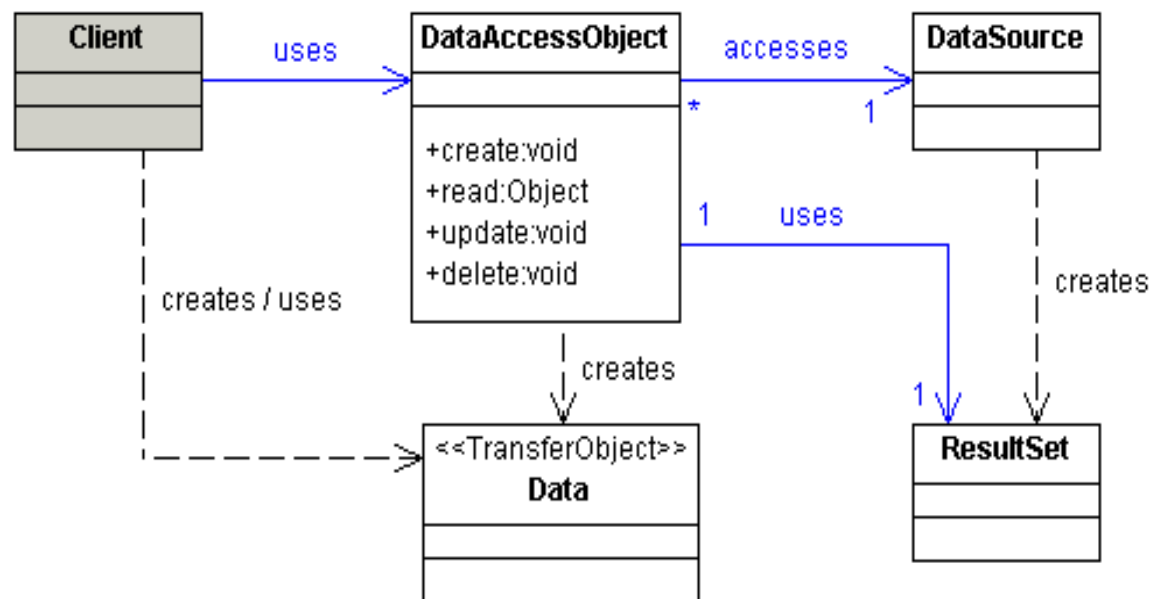 Client
uses
DataAccessObject
accesses
DataSource
*
1
+create:void
+read:Object
+update:void
+delete:void
1
uses
creates / uses
creates
creates
1
<<TransferObject>>
Data
ResultSet